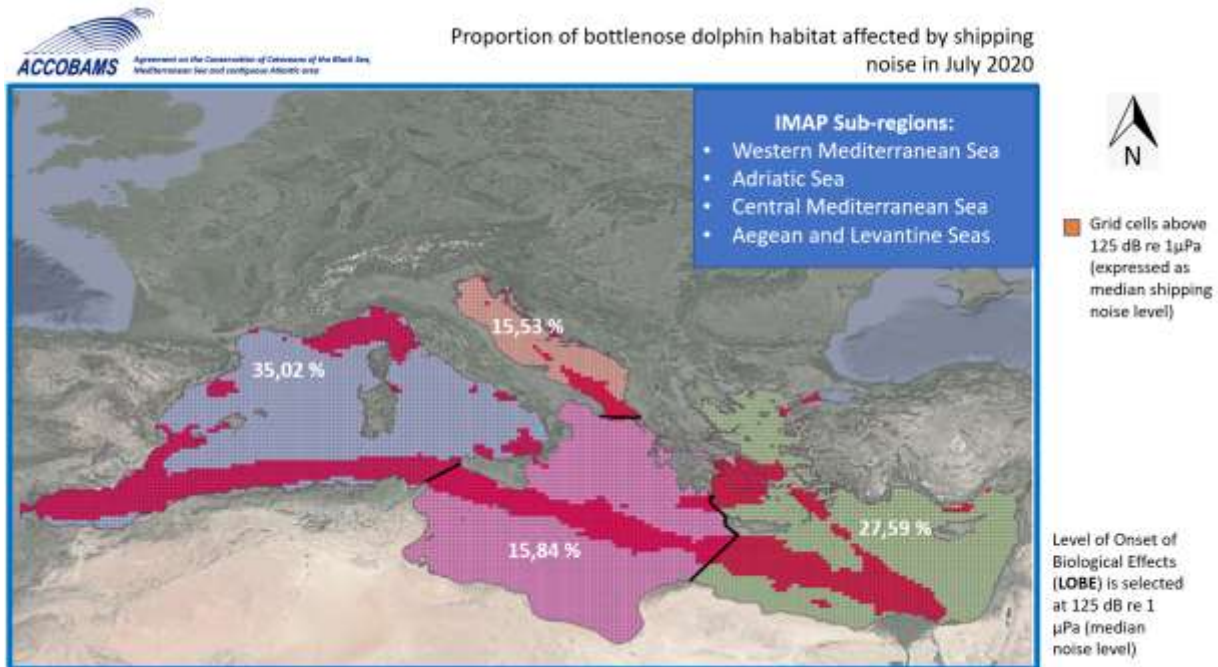 ACCOBAMS
Agreement on the Conservation of Cetaceans of the Black Sea,
Mediterranean Sea and contiguous Atlantic area
Proportion of bottlenose dolphin habitat affected by shipping
noise in July 2020
IMAP Sub-regions:
• Western Mediterranean Sea
• Adriatic Sea
• Central Mediterranean Sea
• Aegean and Levantine Seas
N
Grid cells above
125 dB re 1µPa
(expressed as
median shipping
noise level)
15,53 %
35,02 %
27,59 %
15,84 %
Level of Onset of
Biological Effects
(LOBE) is selected
at 125 dB re 1
µPa (median
noise level)